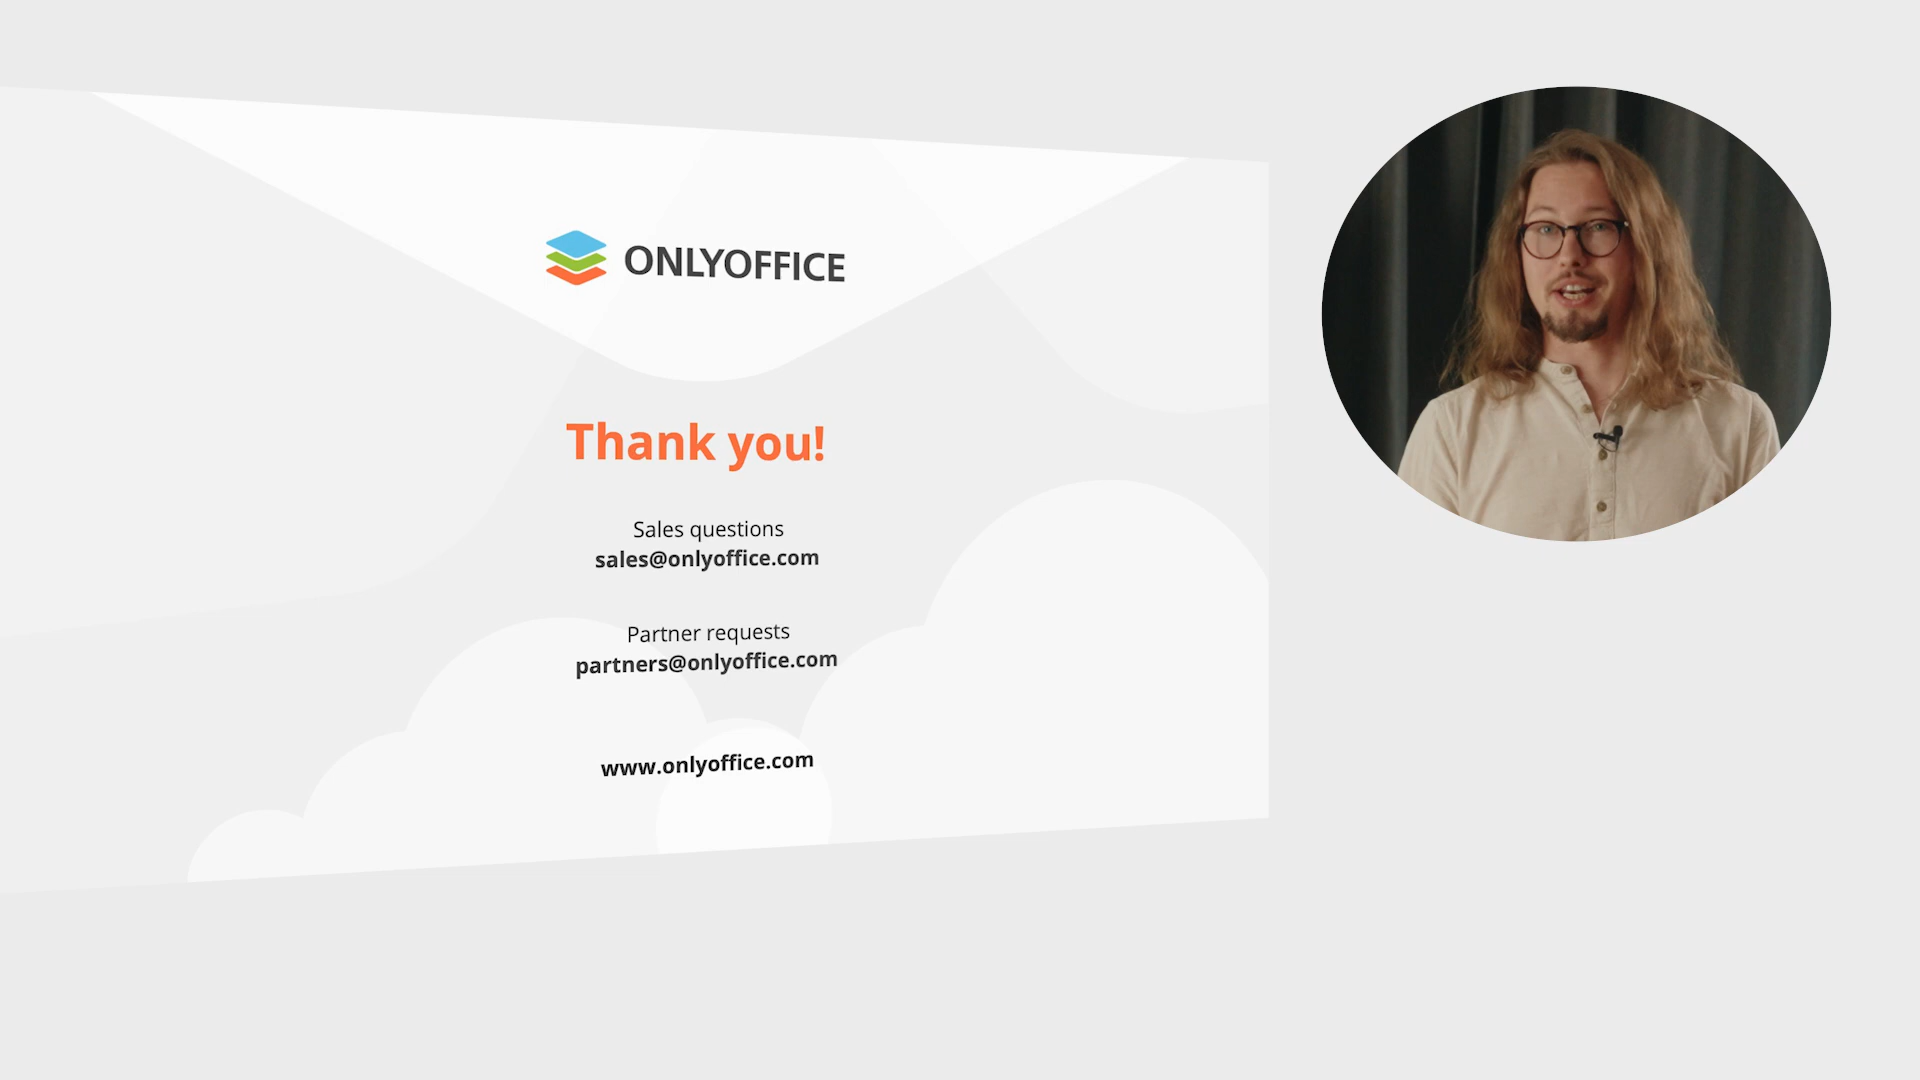 ONLYOFFICE
Thank you!
Sales questions
sales@onlyoffice.com
Partner requests
partners@onlyoffice.com
www.onlyoffice.com